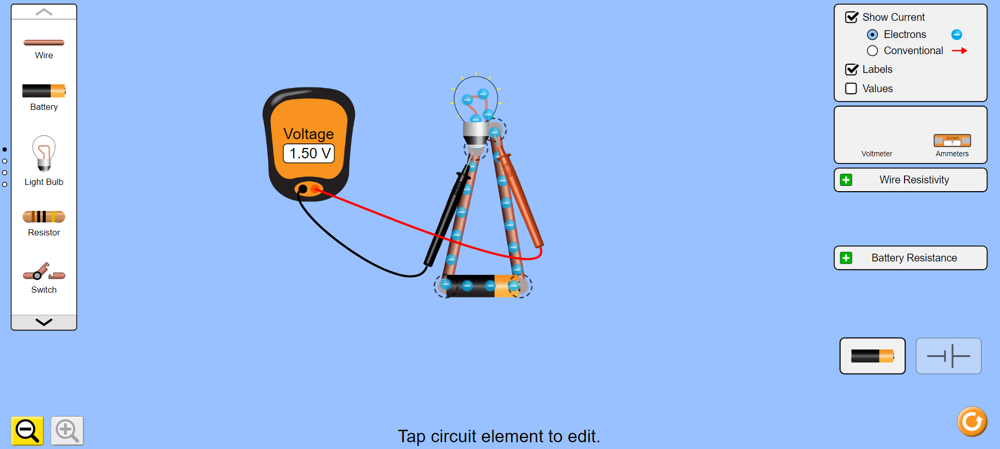 Wire
Battery
Light Bulb
Resistor
Switch
Voltage
1.50 V
Show Current
Electrons
Conventional
Labels
Values
Voltmeter
Current
?
Ammeters
Wire Resistivity
Battery Resistance
Tap circuit element to edit.